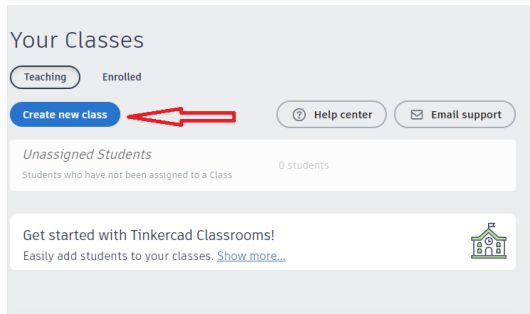 Your Classes
Teaching Enrolled
Create new class Help center Email support
Unassigned Students
0 students
Students who have not been assigned to a Class
Get started with Tinkercad Classrooms!
Easily add students to your classes. Show more...